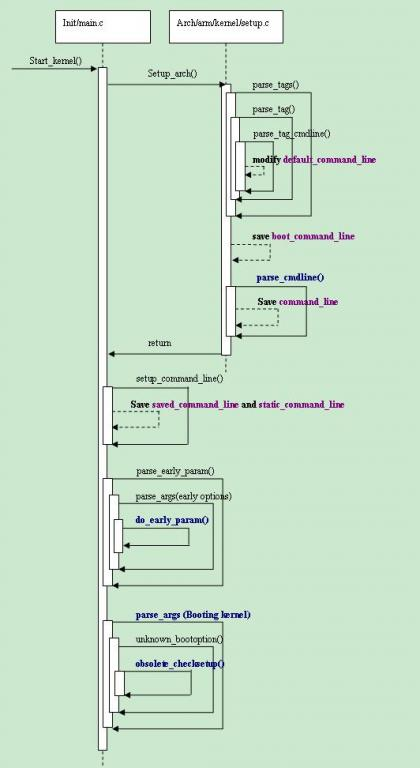 Init/main.c
Arch/arm/kernel/setup.c
Start_kernel()
Setup_arch()
parse_tags()
parse_tag()
parse_tag_cmdline()
modify default_command_line
save boot_command_line
parse_cmdline()
Save command_line
return
setup_command_line()
Save saved_command_line and static_command_line
parse_early_param()
parse_args(early options)
do_early_param()
parse_args (Booting kernel)
unknown_bootoption()
obsolete_checksetup()